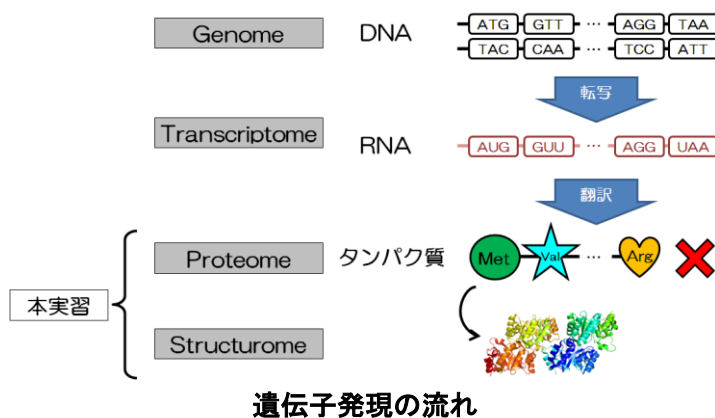 Genome DNA ATG GTT … AGG TAA
TAC CAA … TCC ATT
転写
Transcriptome RNA AUG GUU … AGG UAA
翻訳
Proteome タンパク質 Met Val … Arg
本実習
Structurome
遺伝子発現の流れ